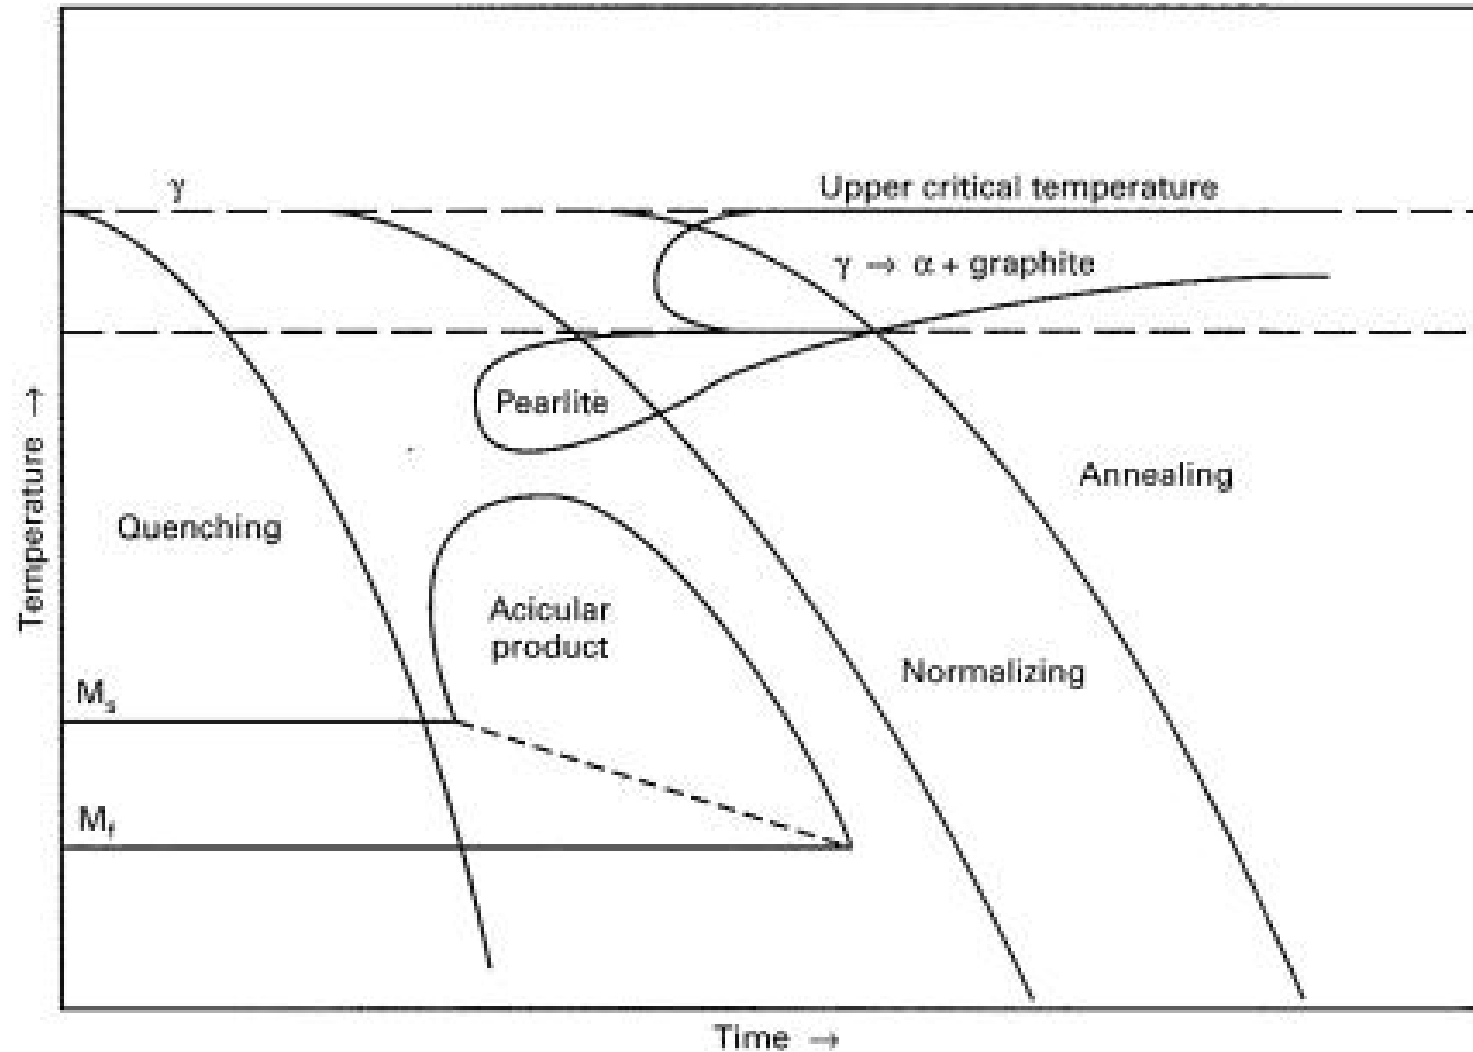 γ
Upper critical temperature
γ → α + graphite
Pearlite
Annealing
Quenching
Acicular
product
Normalizing
Mₛ
M_f
Temperature →
Time →